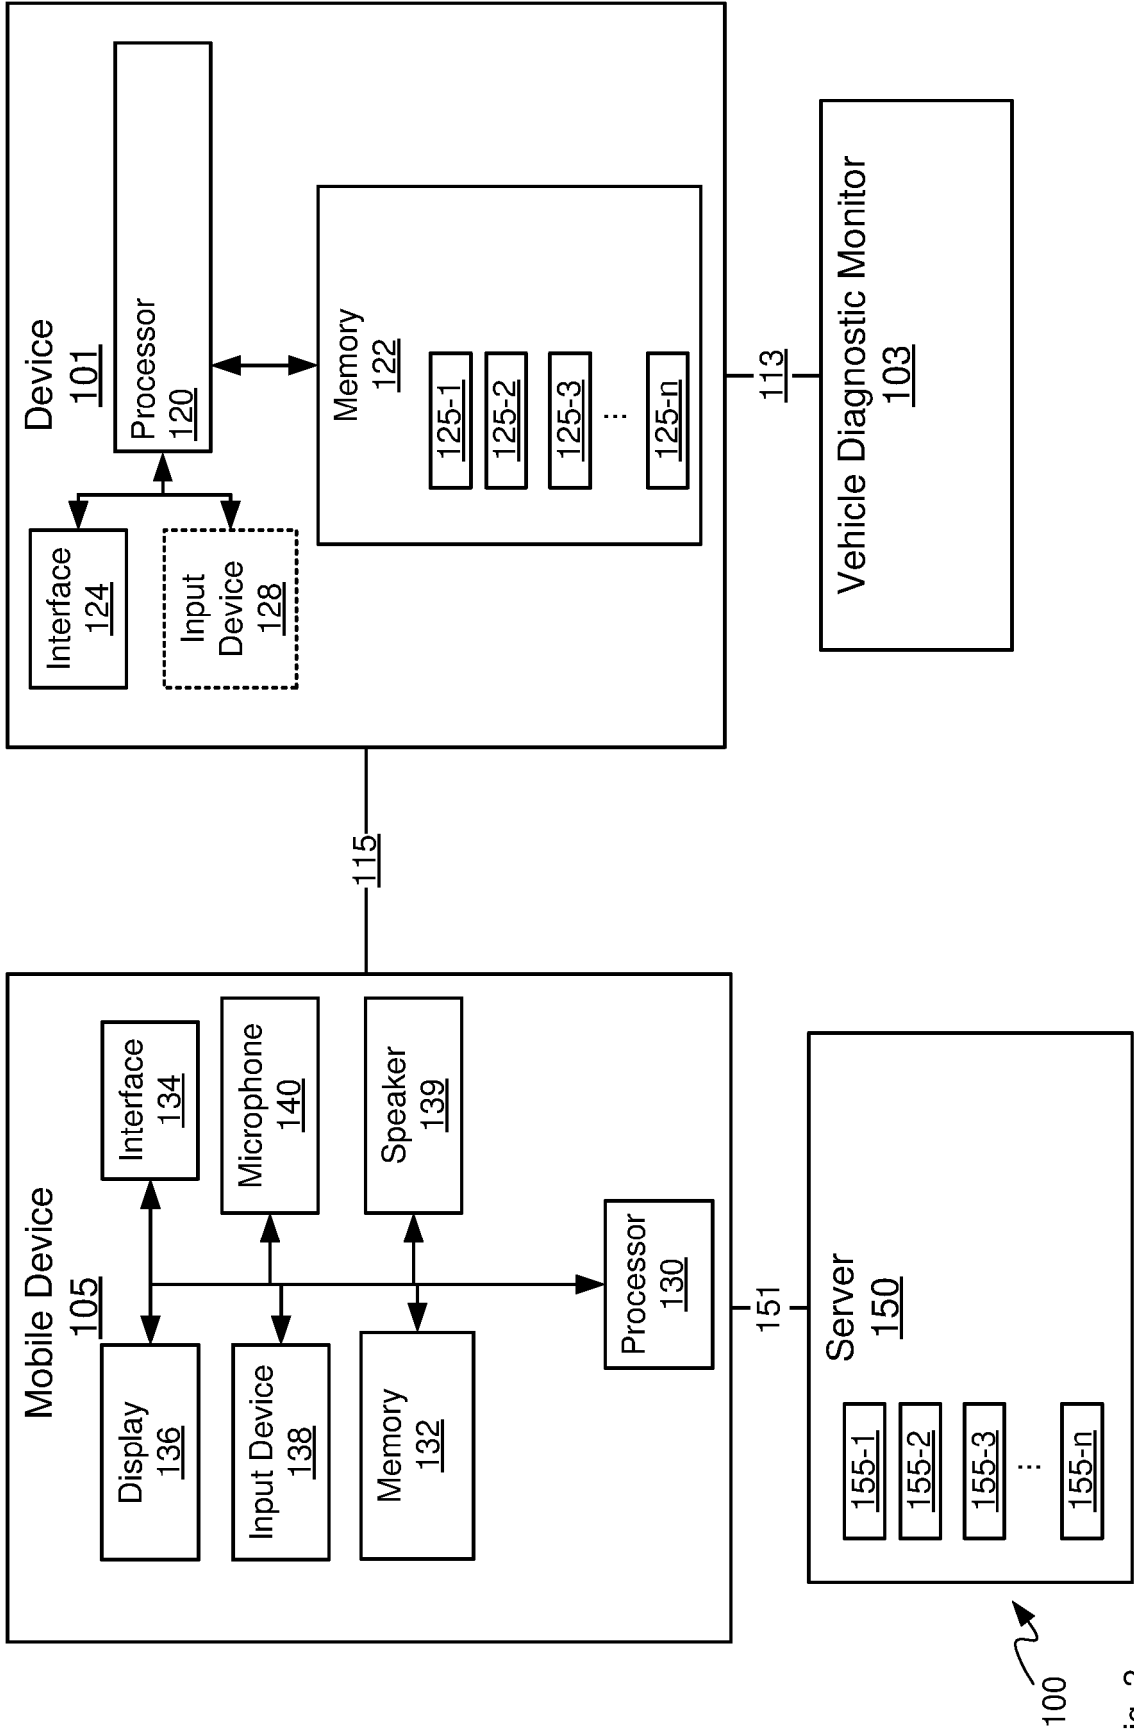 Mobile Device
105
Display
136
Interface
134
Input Device
138
Microphone
140
Memory
132
Speaker
139
Processor
130
115
Device
101
Interface
124
Input
Device
128
Processor
120
Memory
122
125-1
125-2
125-3
...
125-n
151
113
Server
150
155-1
155-2
155-3
...
155-n
Vehicle Diagnostic Monitor
103
100